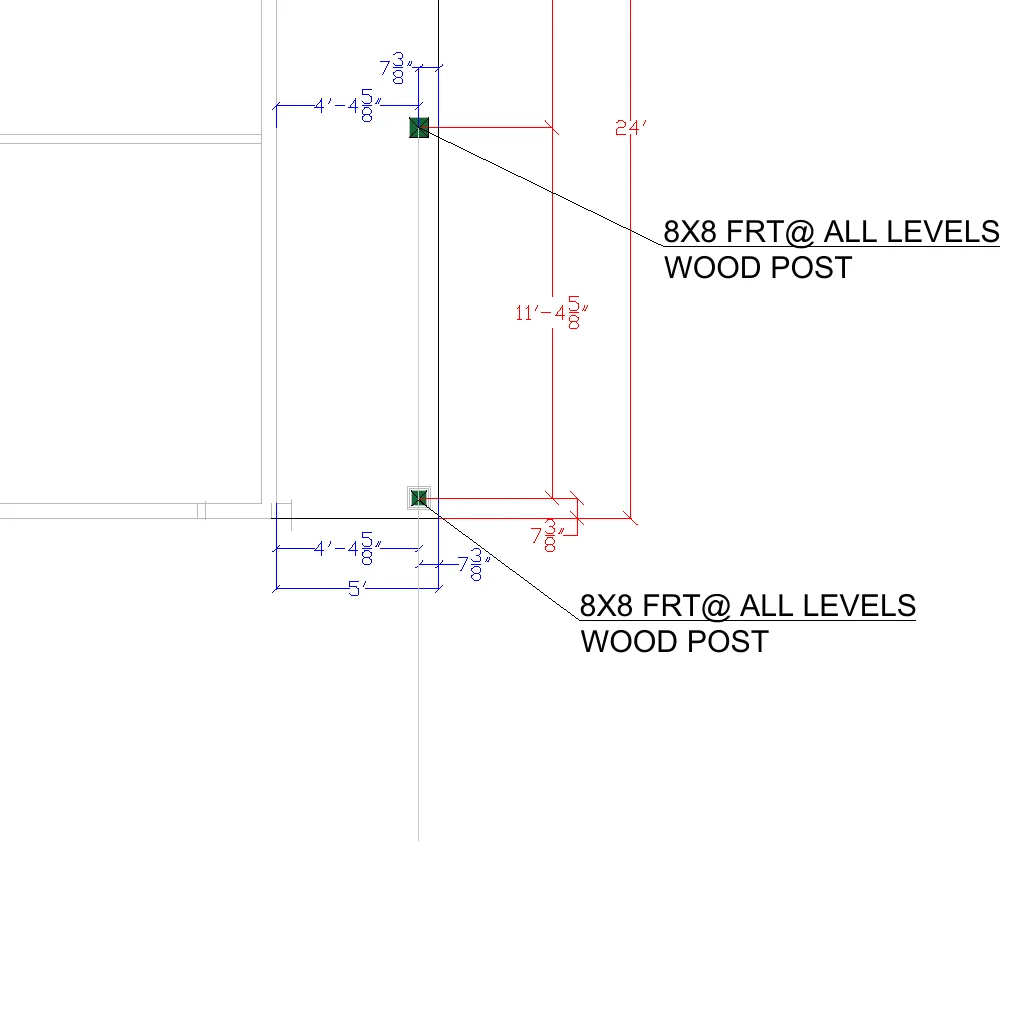 7 3/8"
4'-4 5/8"
24'
8X8 FRT@ ALL LEVELS
WOOD POST
11'-4 5/8"
7 3/8"
4'-4 5/8"
7 3/8"
5'
8X8 FRT@ ALL LEVELS
WOOD POST